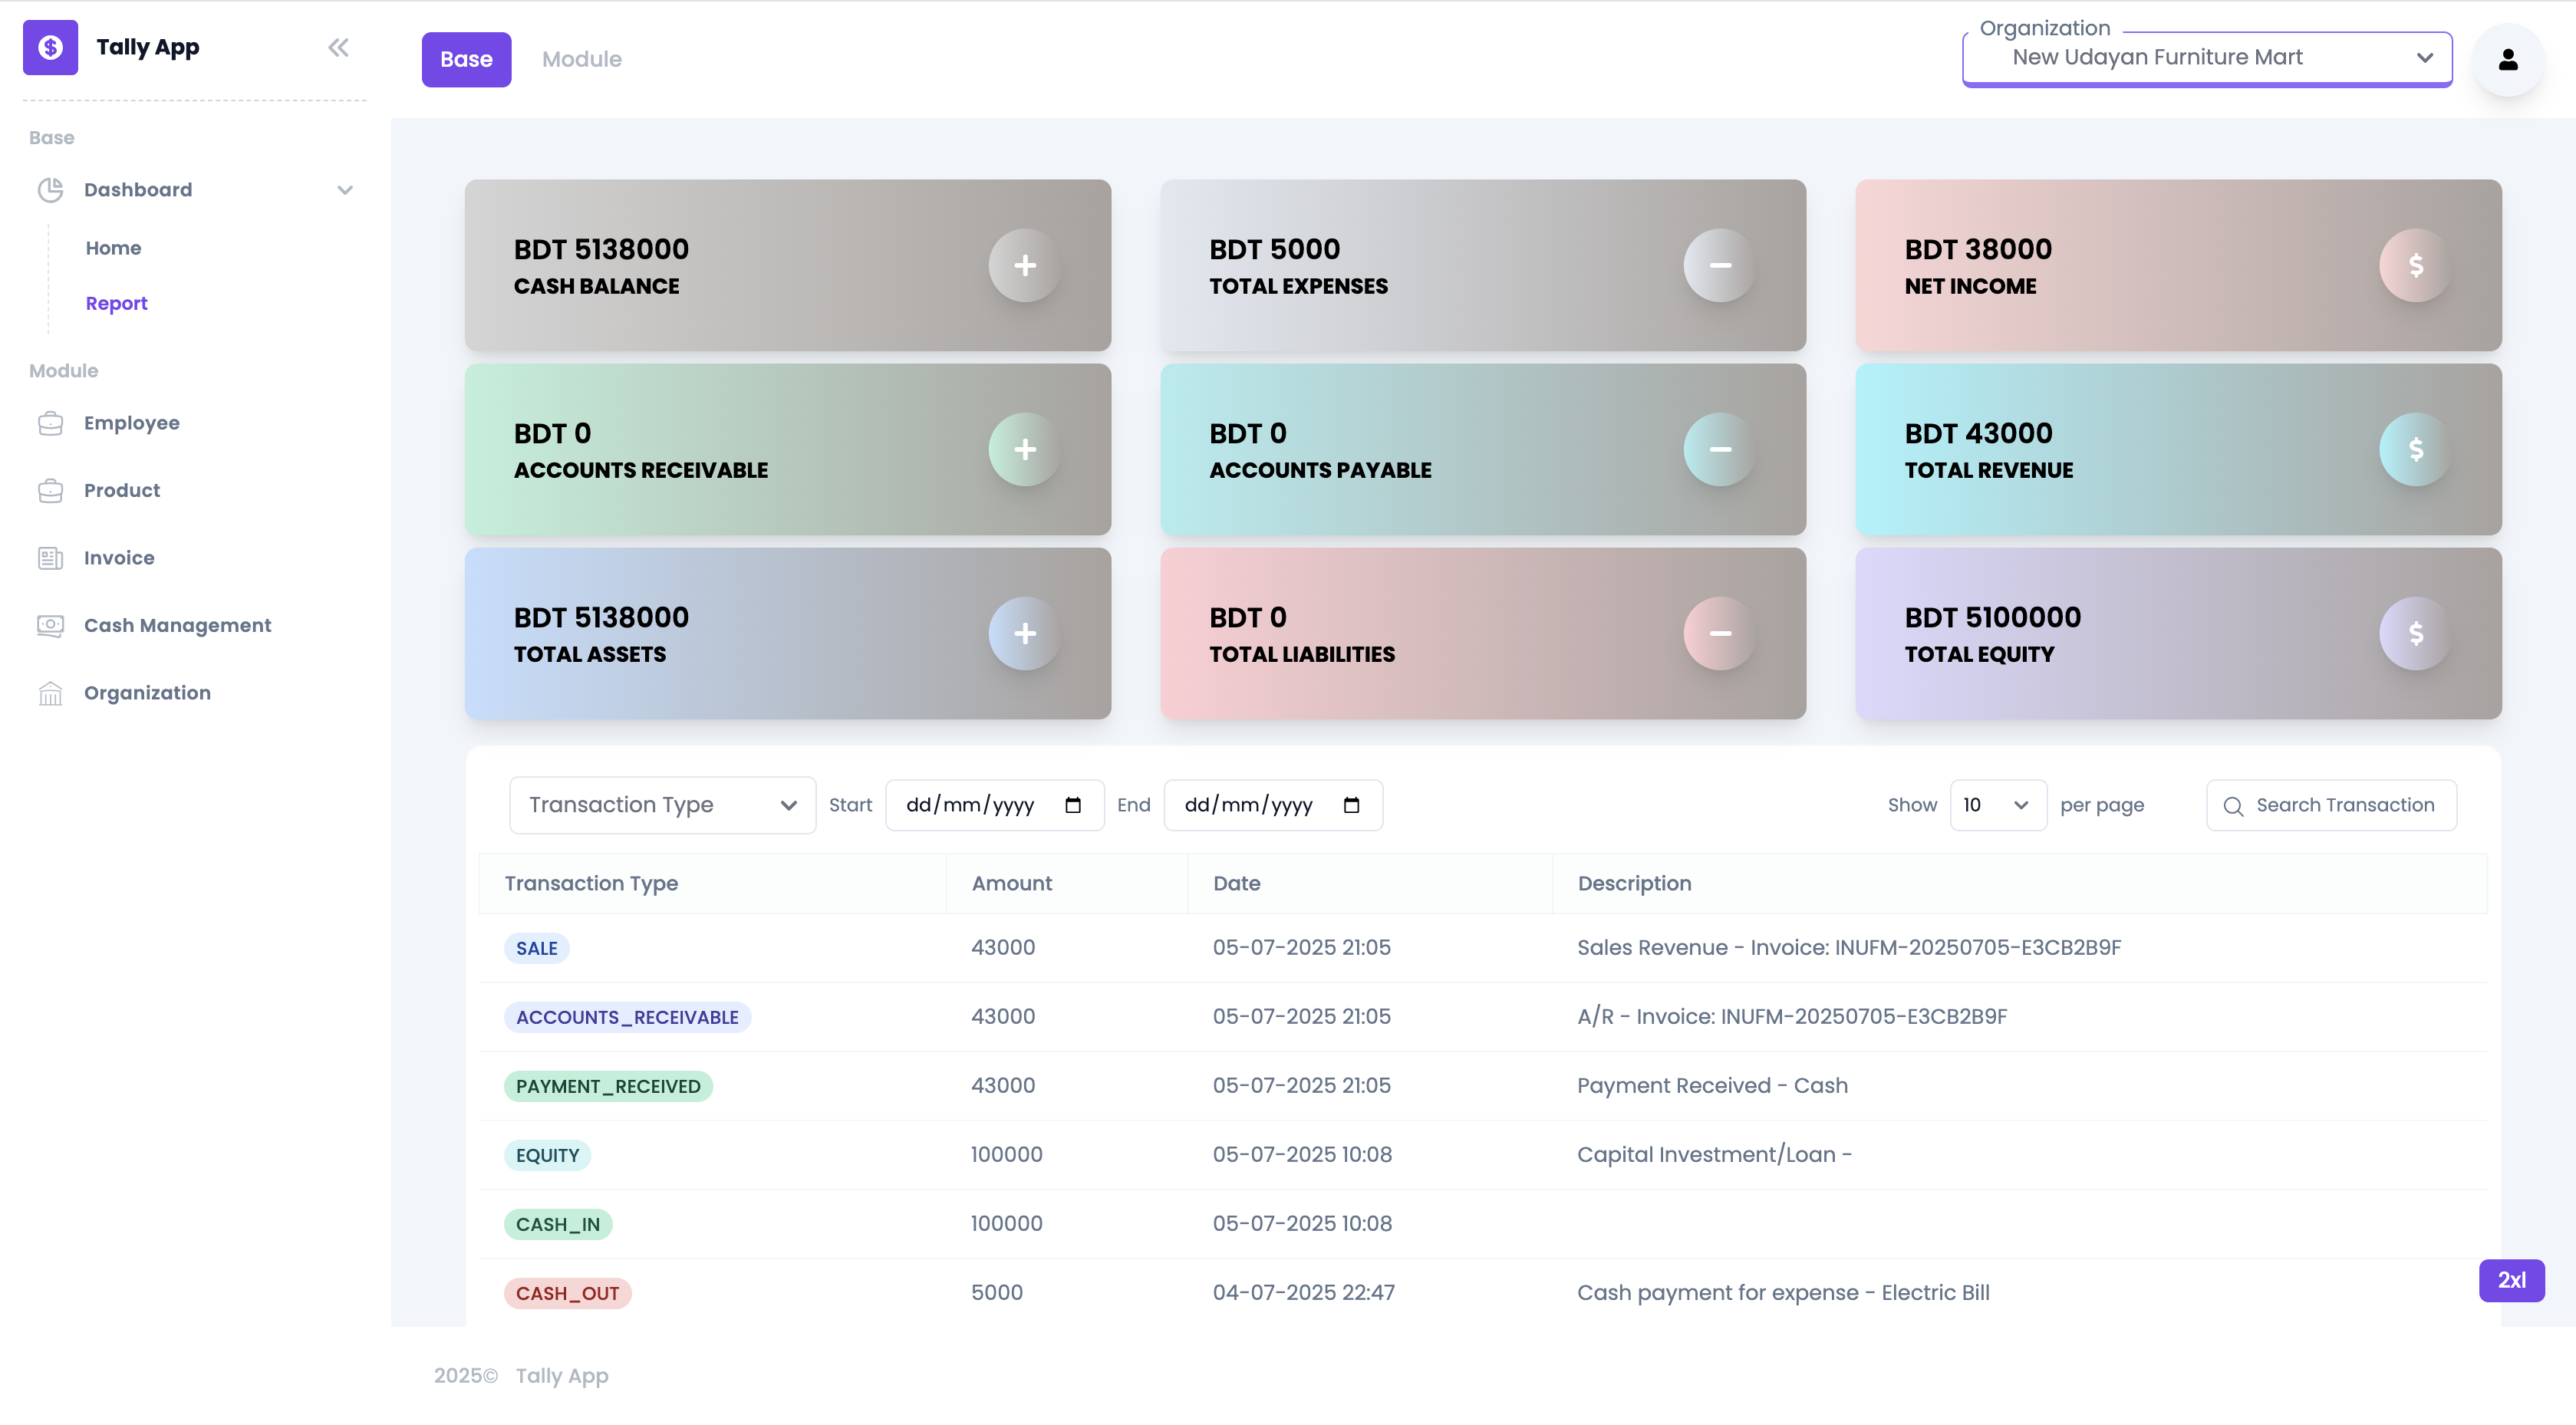 Tally App
Base
Dashboard
Home
Report
Module
Employee
Product
Invoice
Cash Management
Organization
Base Module
Organization
New Udayan Furniture Mart
BDT 5138000
CASH BALANCE
BDT 5000
TOTAL EXPENSES
BDT 38000
NET INCOME
BDT 0
ACCOUNTS RECEIVABLE
BDT 0
ACCOUNTS PAYABLE
BDT 43000
TOTAL REVENUE
BDT 5138000
TOTAL ASSETS
BDT 0
TOTAL LIABILITIES
BDT 5100000
TOTAL EQUITY
Transaction Type Start dd/mm/yyyy End dd/mm/yyyy Show 10 per page Search Transaction
Transaction Type Amount Date Description
SALE 43000 05-07-2025 21:05 Sales Revenue - Invoice: INUFM-20250705-E3CB2B9F
ACCOUNTS_RECEIVABLE 43000 05-07-2025 21:05 A/R - Invoice: INUFM-20250705-E3CB2B9F
PAYMENT_RECEIVED 43000 05-07-2025 21:05 Payment Received - Cash
EQUITY 100000 05-07-2025 10:08 Capital Investment/Loan -
CASH_IN 100000 05-07-2025 10:08
CASH_OUT 5000 04-07-2025 22:47 Cash payment for expense - Electric Bill
2xl
2025© Tally App